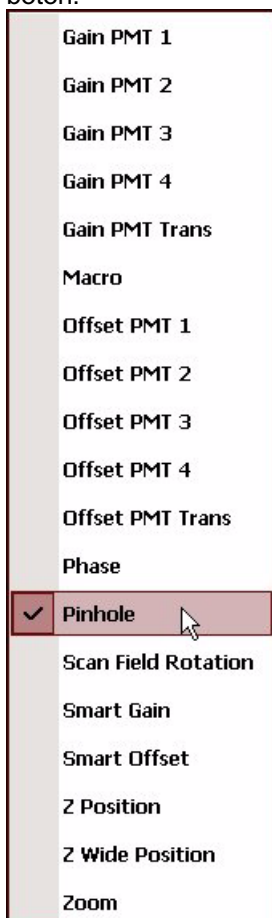 Gain PMT 1
Gain PMT 2
Gain PMT 3
Gain PMT 4
Gain PMT Trans
Macro
Offset PMT 1
Offset PMT 2
Offset PMT 3
Offset PMT 4
Offset PMT Trans
Phase
Pinhole
Scan Field Rotation
Smart Gain
Smart Offset
Z Position
Z Wide Position
Zoom